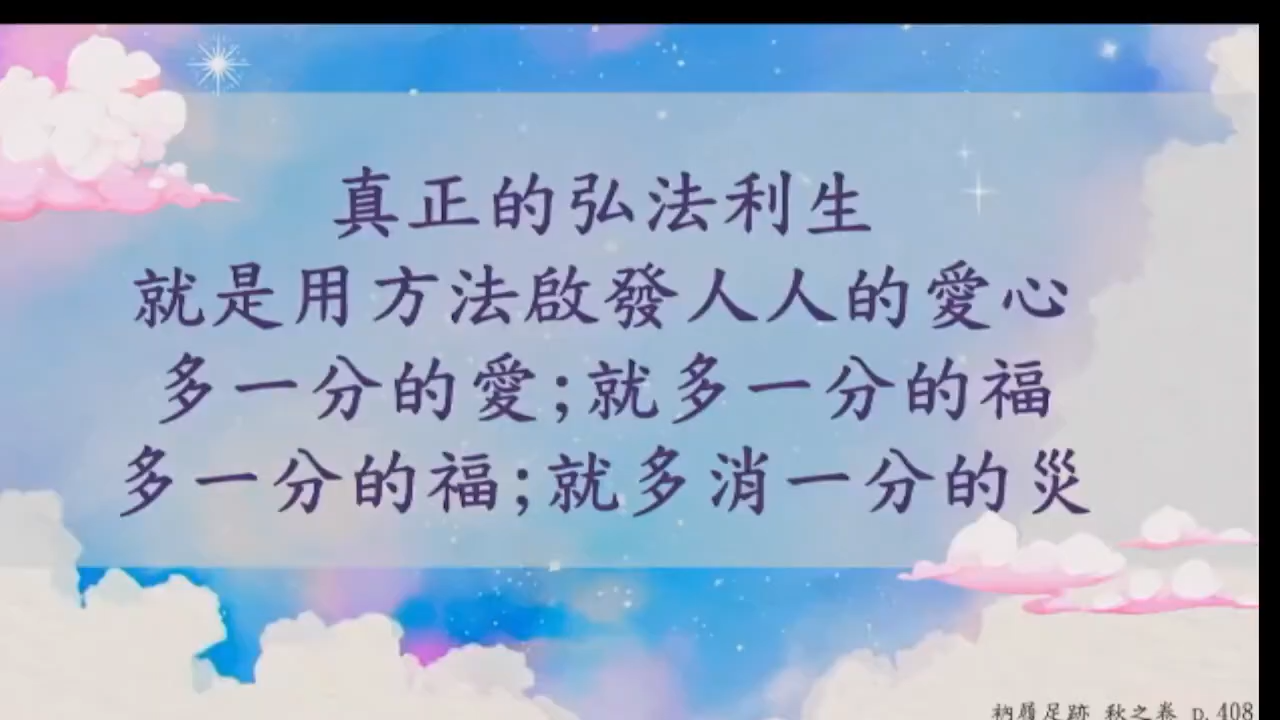 真正的弘法利生
就是用方法啟發人人的愛心
多一分的愛;就多一分的福
多一分的福;就多消一分的災
衲履足跡 秋之卷 p. 408